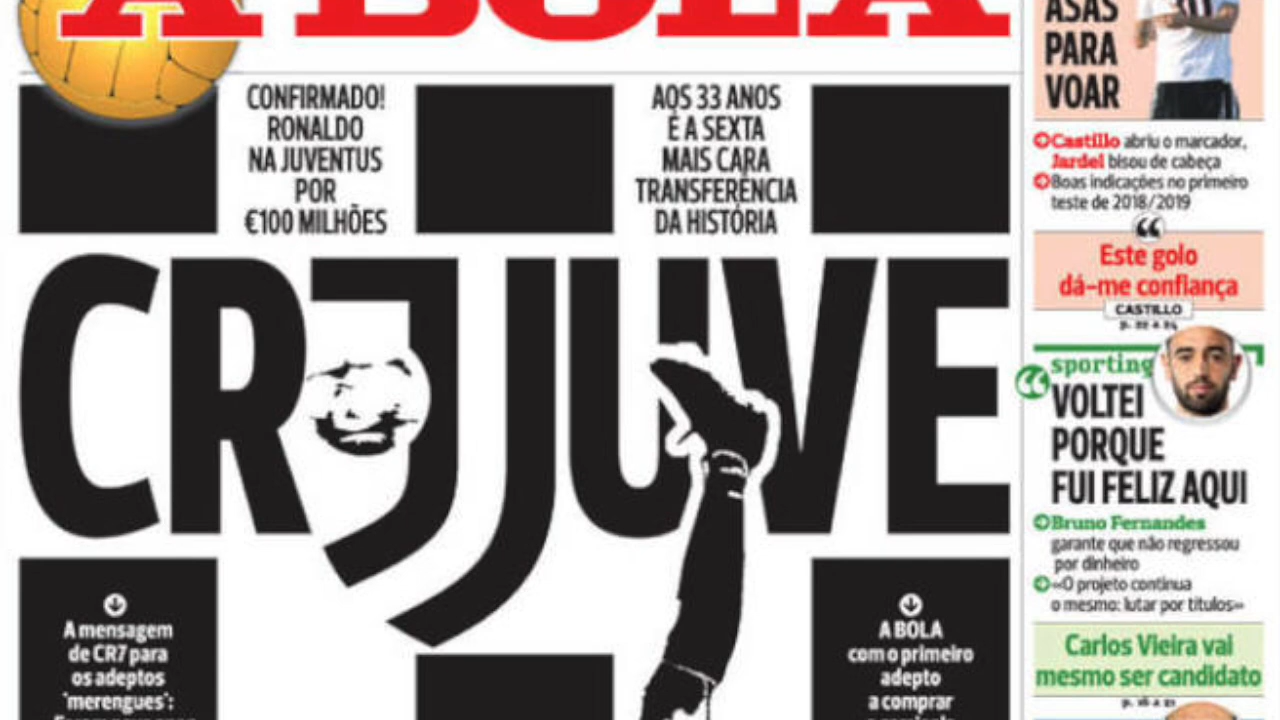 A BOLA
CONFIRMADO!
RONALDO
NA JUVENTUS
POR
€100 MILHÕES
AOS 33 ANOS
É A SEXTA
MAIS CARA
TRANSFERÊNCIA
DA HISTÓRIA
CR7JUVE
A mensagem
de CR7 para
os adeptos
'merengues':
A BOLA
com o primeiro
adepto
a comprar
ASAS
PARA
VOAR
Castillo abriu o marcador,
Jardel bisou de cabeça
Boas indicações no primeiro
teste de 2018/2019
“
Este golo
dá-me confiança
CASTILLO
p. 22 a 24
sporting
“VOLTEI
PORQUE
FUI FELIZ AQUI
Bruno Fernandes
garante que não regressou
por dinheiro
«O projeto continua
o mesmo: lutar por títulos»
Carlos Vieira vai
mesmo ser candidato
p. 16 a 21